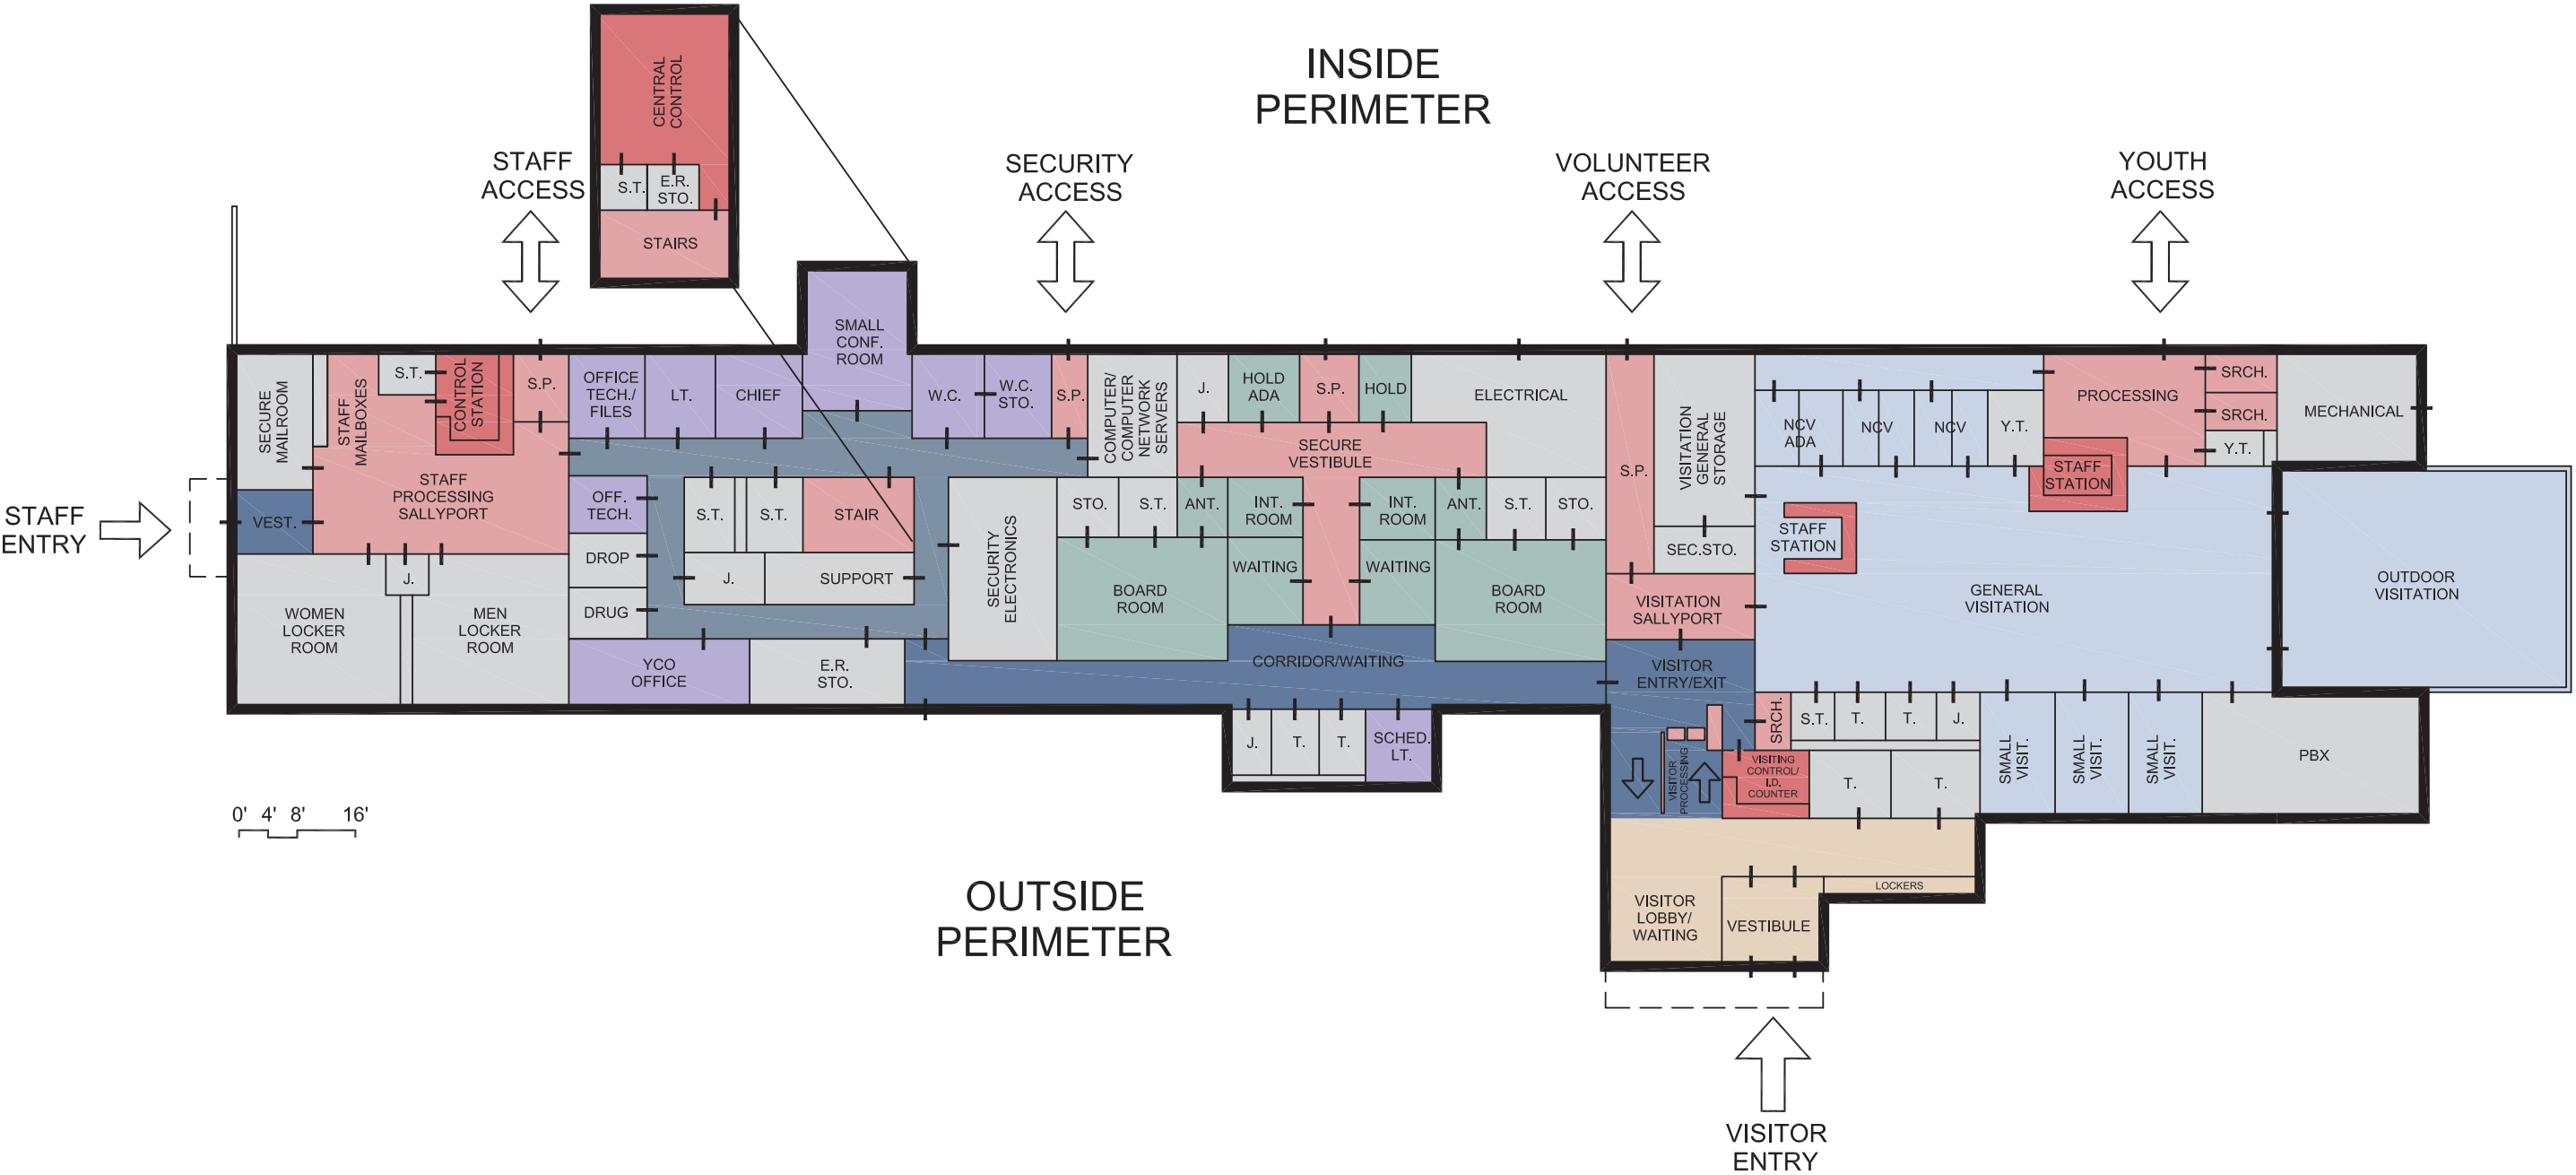 INSIDE
PERIMETER
CENTRAL
CONTROL
S.T.
E.R.
STO.
STAIRS
STAFF
ACCESS
SECURITY
ACCESS
VOLUNTEER
ACCESS
YOUTH
ACCESS
SMALL
CONF.
ROOM
SECURE
MAILROOM
STAFF
MAILBOXES
S.T.
CONTROL
STATION
S.P.
OFFICE
TECH./
FILES
LT.
CHIEF
W.C.
W.C.
STO.
S.P.
COMPUTER/
COMPUTER
NETWORK
SERVERS
J.
HOLD
ADA
S.P.
HOLD
ELECTRICAL
SECURE
VESTIBULE
S.P.
VISITATION
GENERAL
STORAGE
NCV
ADA
NCV
NCV
Y.T.
PROCESSING
SRCH.
SRCH.
Y.T.
MECHANICAL
STAFF
STATION
STAFF
ENTRY
VEST.
STAFF
PROCESSING
SALLYPORT
OFF.
TECH.
S.T.
S.T.
STAIR
DROP
J.
SUPPORT
DRUG
SECURITY
ELECTRONICS
STO.
S.T.
ANT.
INT.
ROOM
INT.
ROOM
ANT.
S.T.
STO.
BOARD
ROOM
WAITING
WAITING
BOARD
ROOM
SEC.STO.
STAFF
STATION
GENERAL
VISITATION
OUTDOOR
VISITATION
J.
WOMEN
LOCKER
ROOM
MEN
LOCKER
ROOM
YCO
OFFICE
E.R.
STO.
CORRIDOR/WAITING
VISITATION
SALLYPORT
VISITOR
ENTRY/EXIT
J.
T.
T.
SCHED.
LT.
SRCH.
S.T.
T.
T.
J.
VISITOR
PROCESSING
VISITING
CONTROL/
I.D.
COUNTER
T.
T.
SMALL
VISIT.
SMALL
VISIT.
SMALL
VISIT.
PBX
0' 4' 8' 16'
OUTSIDE
PERIMETER
LOCKERS
VISITOR
LOBBY/
WAITING
VESTIBULE
VISITOR
ENTRY